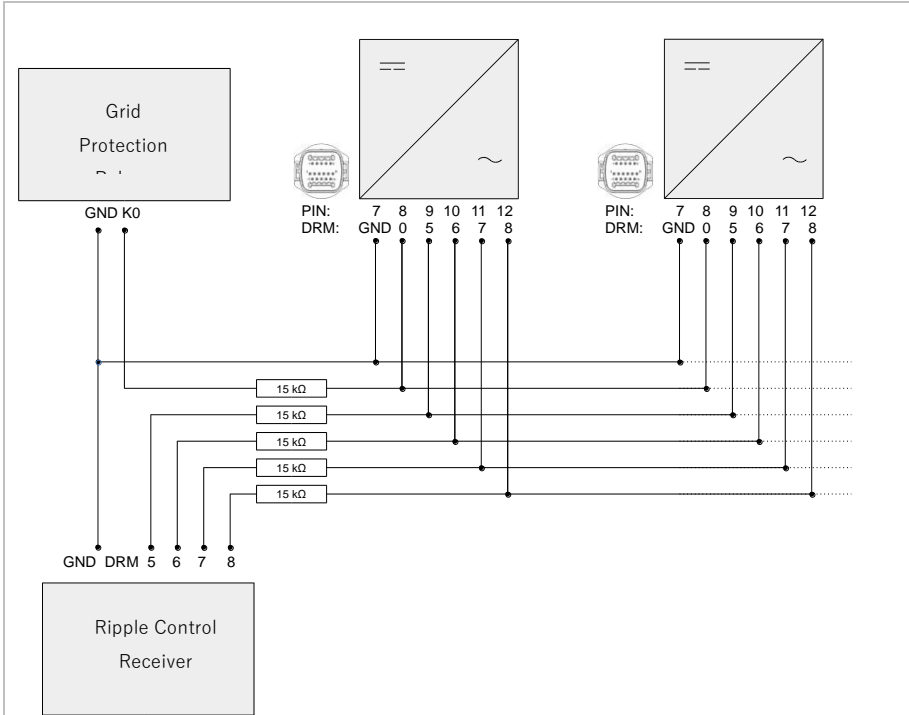 Grid
Protection
GND K0
PIN: 7 8 9 10 11 12
DRM: GND 0 5 6 7 8
PIN: 7 8 9 10 11 12
DRM: GND 0 5 6 7 8
15 kΩ
15 kΩ
15 kΩ
15 kΩ
15 kΩ
GND DRM 5 6 7 8
Ripple Control
Receiver